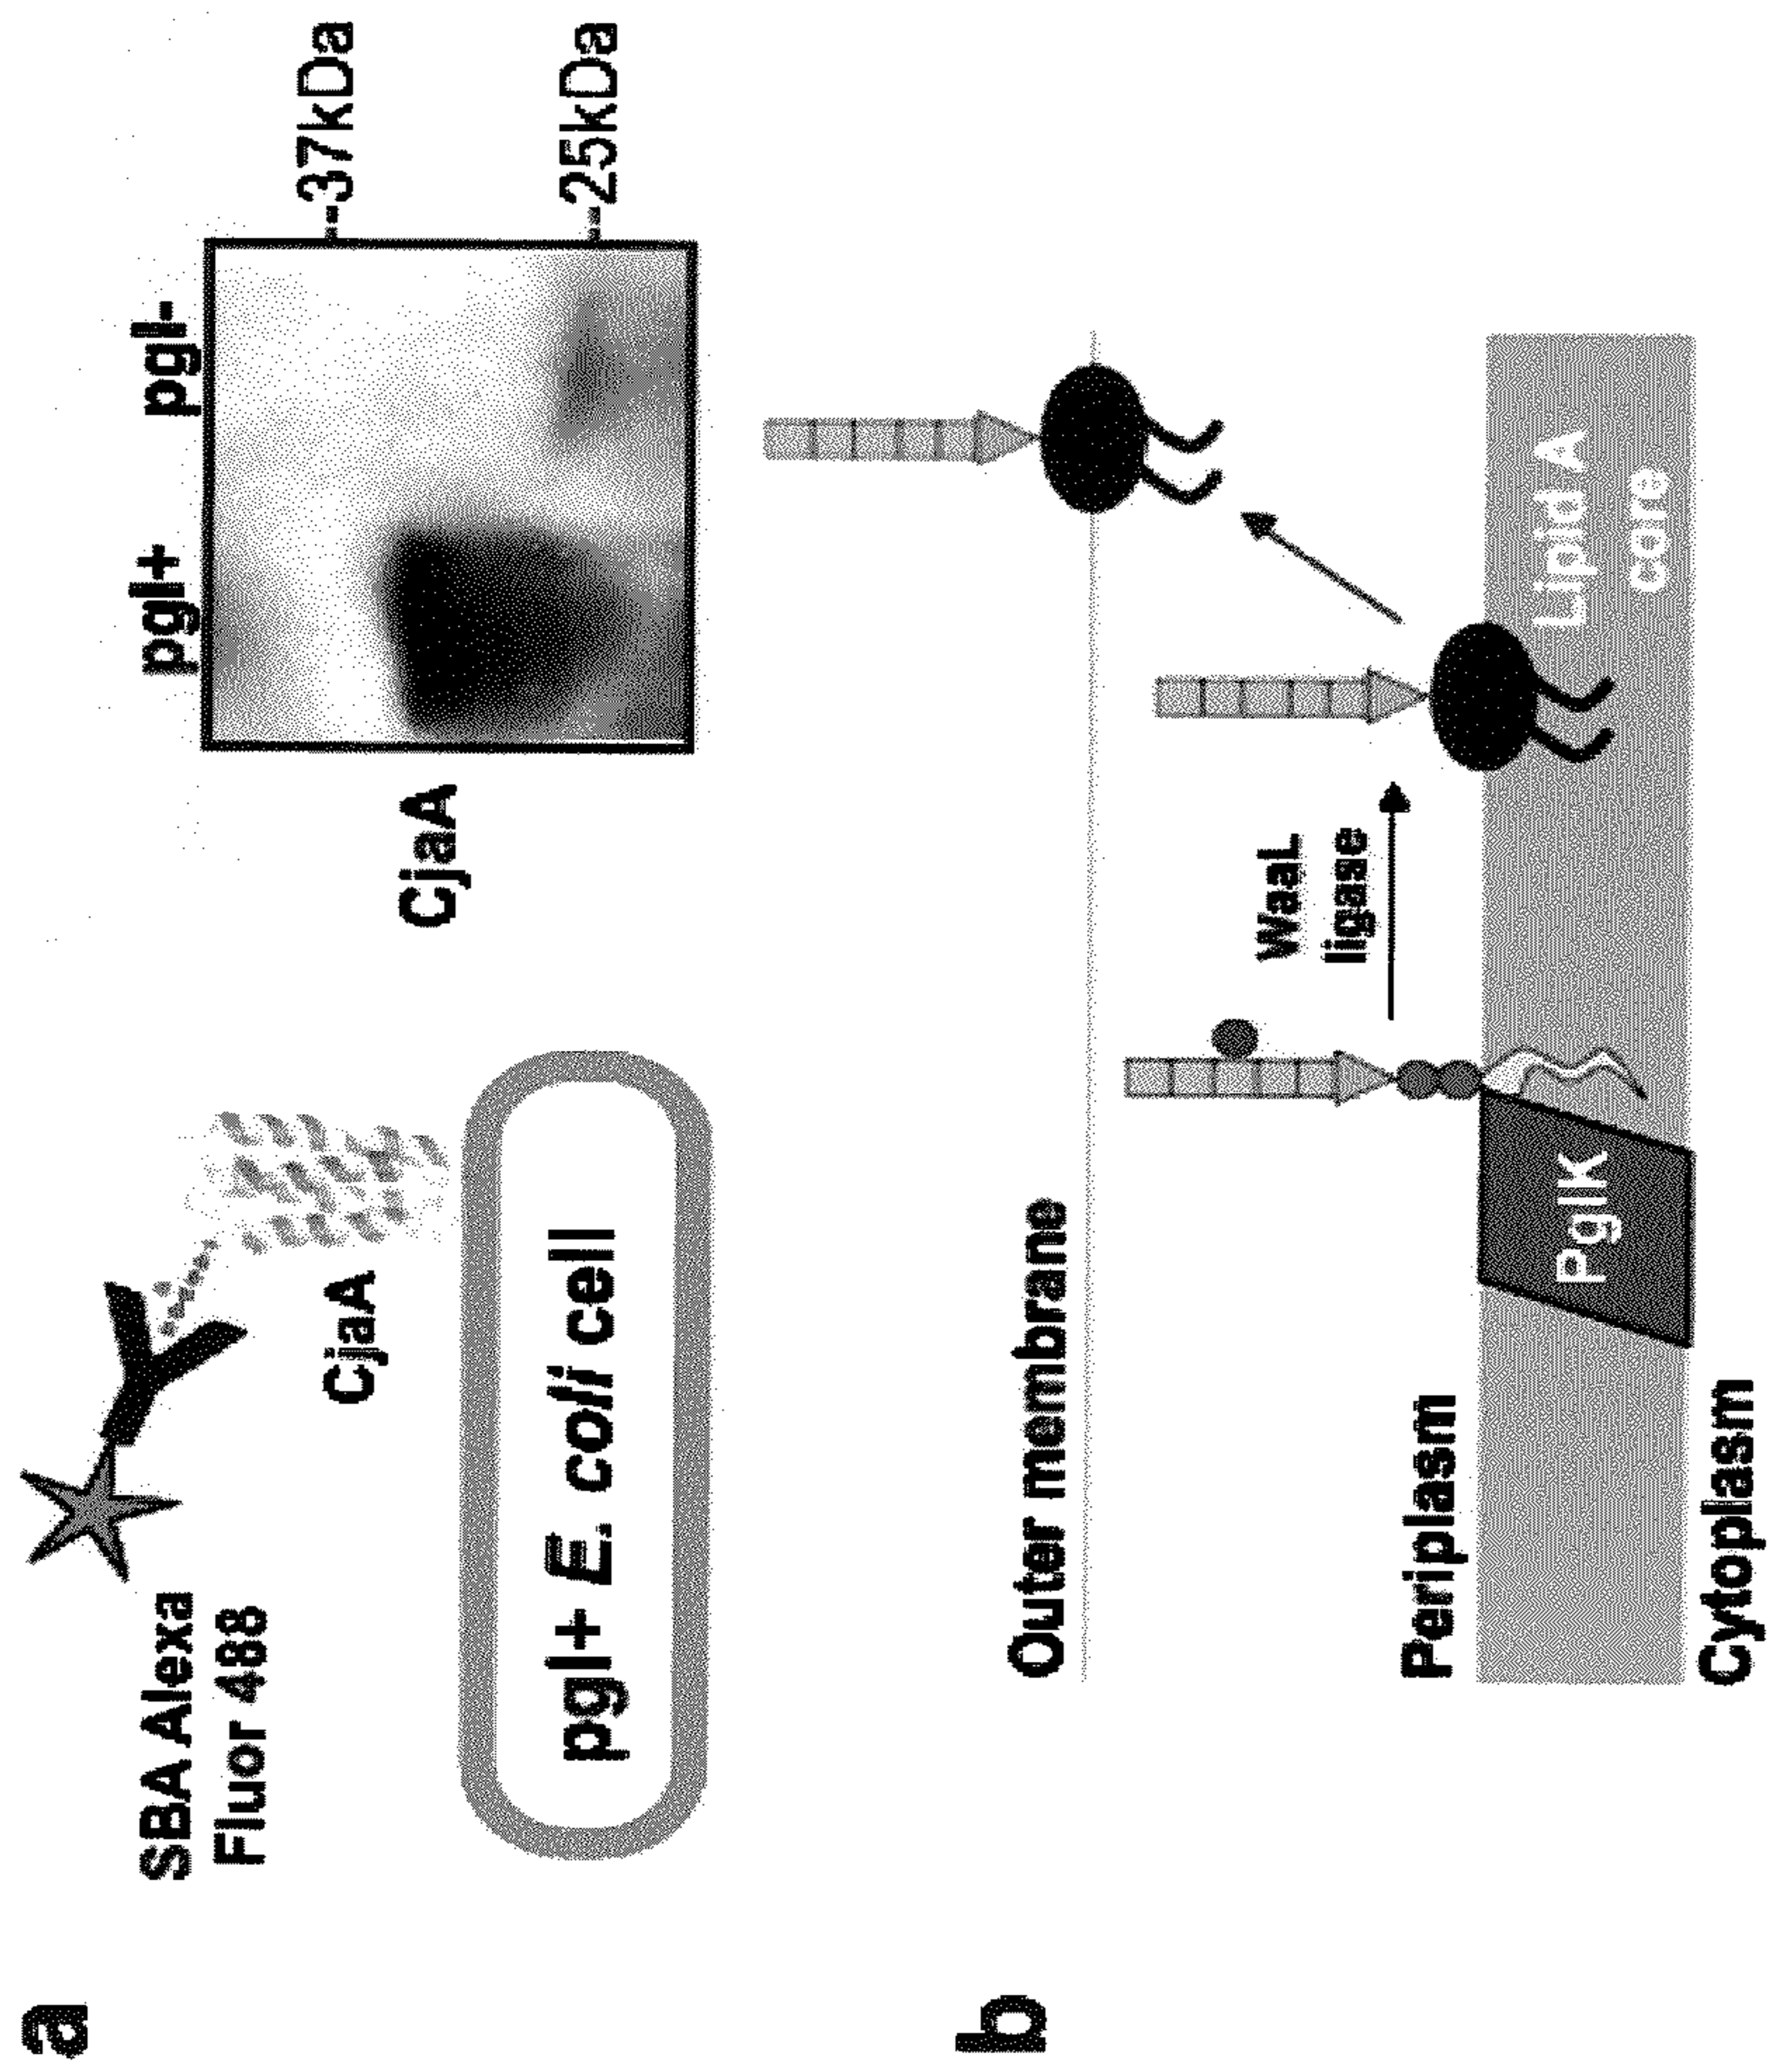 a
SBA Alexa
Fluor 488
CjaA
pgl+ E. coli cell
pgl+
pgl-
CjaA
--37kDa
--25kDa
b
Outer membrane
Periplasm
WaaL
ligase
PglK
Lipid A
core
Cytoplasm